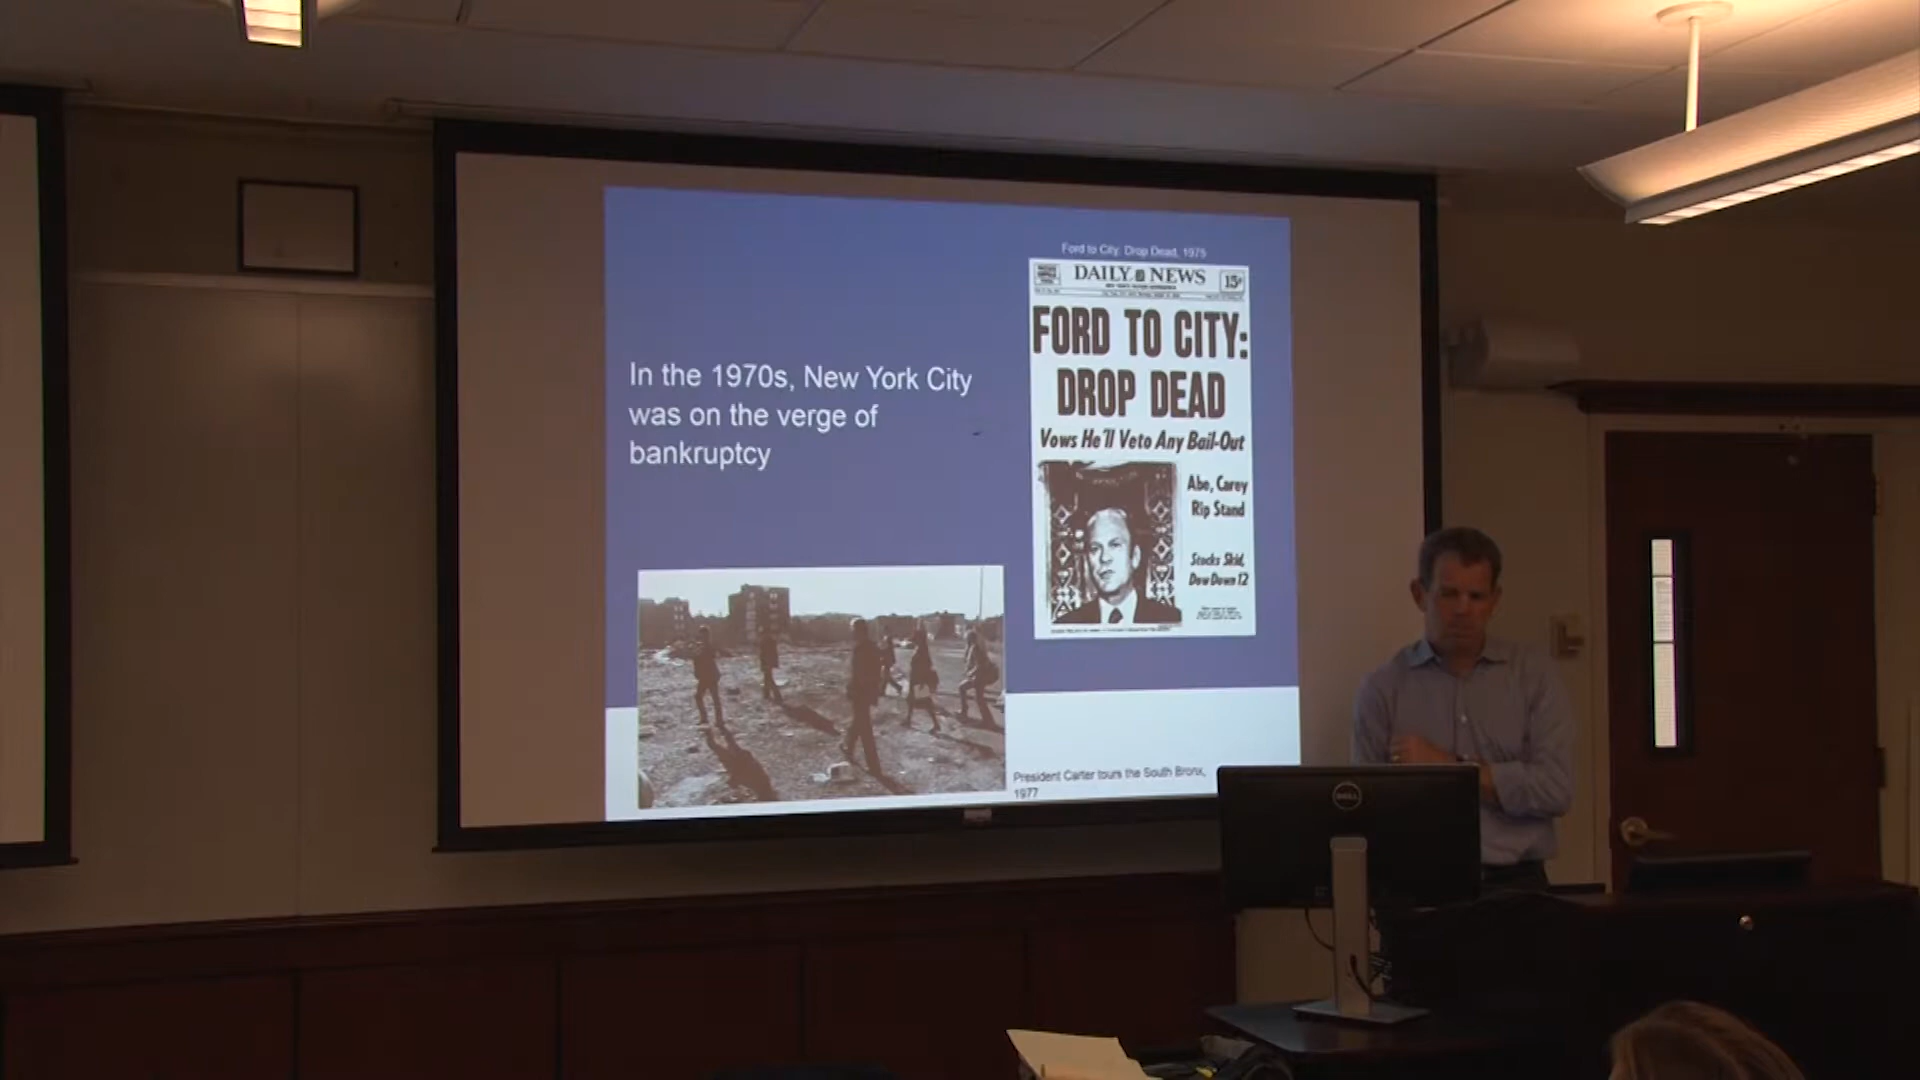 Ford to City: Drop Dead, 1975
DAILY NEWS
15¢
FORD TO CITY:
DROP DEAD
Vows He'll Veto Any Bail-Out
Abe, Carey
Rip Stand
Stocks Skid,
Dow Down 12
In the 1970s, New York City
was on the verge of
bankruptcy
President Carter tours the South Bronx,
1977
DELL